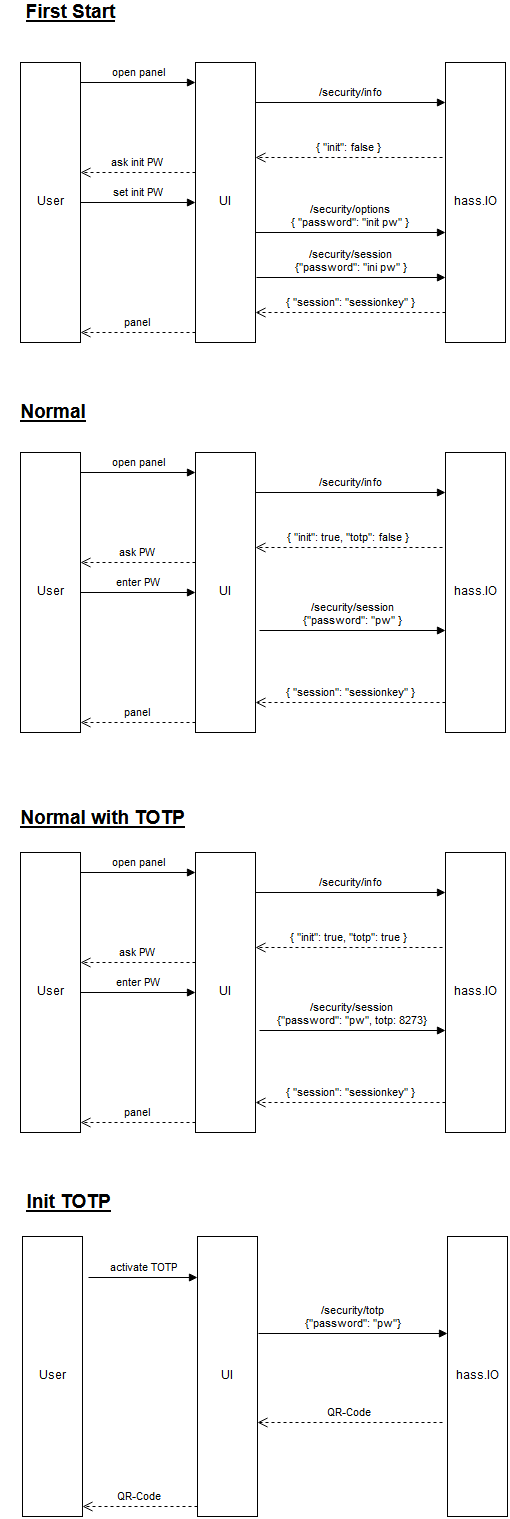 First Start
open panel
/security/info
{ "init": false }
ask init PW
set init PW
User
UI
hass.IO
/security/options
{ "password": "init pw" }
/security/session
{"password": "ini pw" }
{ "session": "sessionkey" }
panel
Normal
open panel
/security/info
{ "init": true, "totp": false }
ask PW
enter PW
User
UI
hass.IO
/security/session
{"password": "pw" }
{ "session": "sessionkey" }
panel
Normal with TOTP
open panel
/security/info
{ "init": true, "totp": true }
ask PW
enter PW
User
UI
hass.IO
/security/session
{"password": "pw", totp: 8273}
{ "session": "sessionkey" }
panel
Init TOTP
activate TOTP
/security/totp
{"password": "pw"}
User
UI
hass.IO
QR-Code
QR-Code